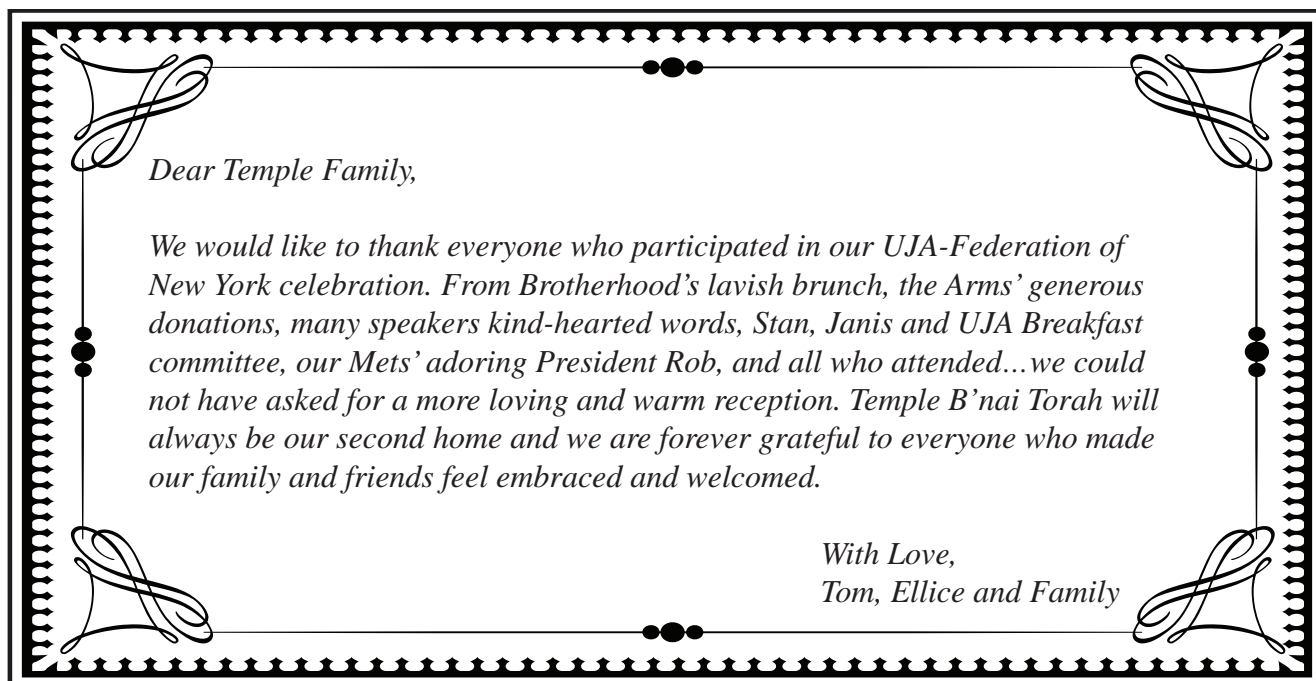 Dear Temple Family,
We would like to thank everyone who participated in our UJA-Federation of
New York celebration. From Brotherhood’s lavish brunch, the Arms’ generous
donations, many speakers kind-hearted words, Stan, Janis and UJA Breakfast
committee, our Mets’ adoring President Rob, and all who attended…we could
not have asked for a more loving and warm reception. Temple B’nai Torah will
always be our second home and we are forever grateful to everyone who made
our family and friends feel embraced and welcomed.
With Love,
Tom, Ellice and Family